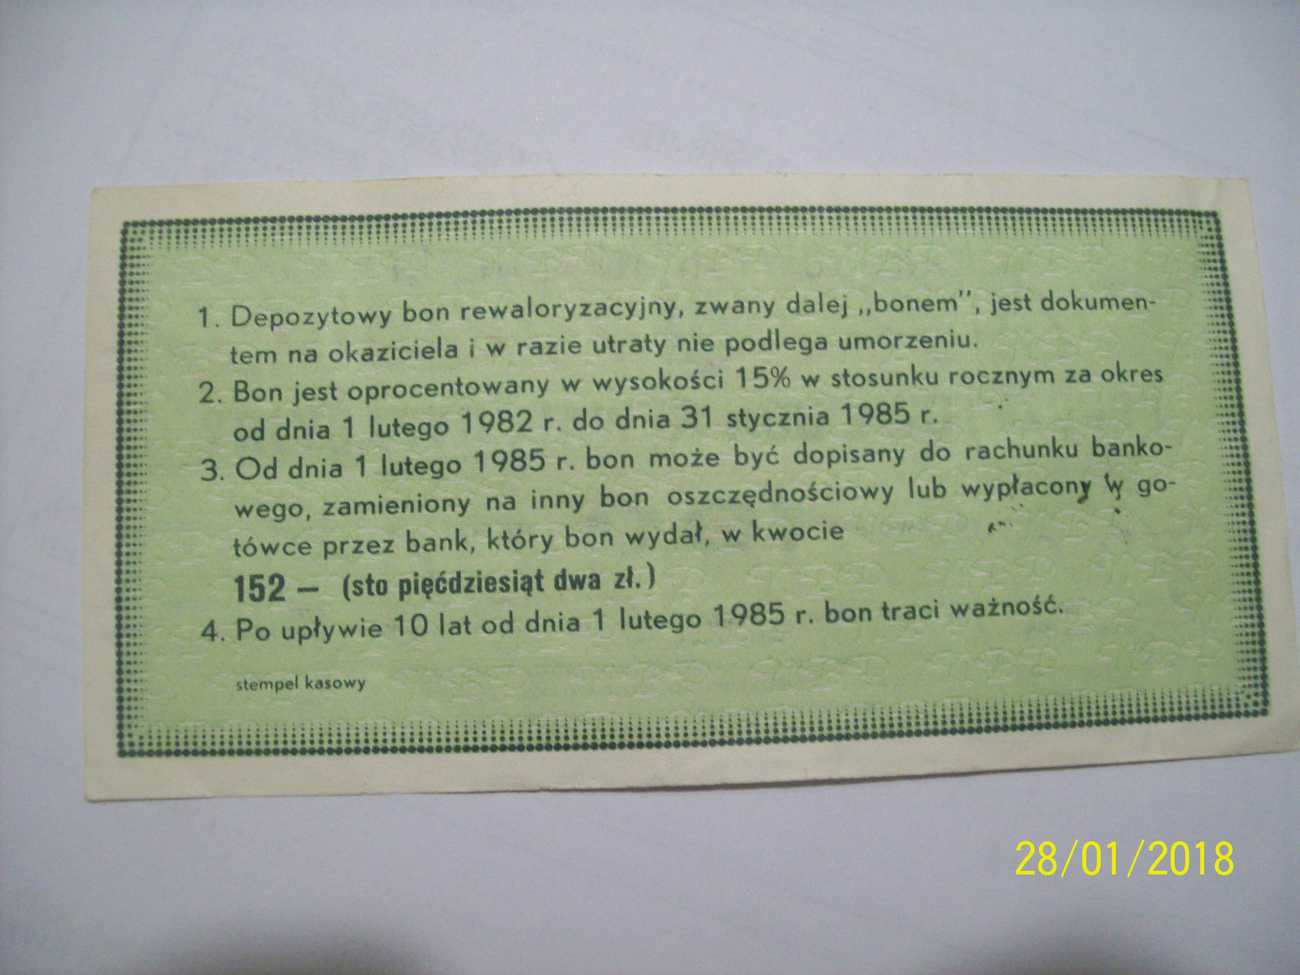 1. Depozytowy bon rewaloryzacyjny, zwany dalej „bonem”, jest dokumen-
tem na okaziciela i w razie utraty nie podlega umorzeniu.
2. Bon jest oprocentowany w wysokości 15% w stosunku rocznym za okres
od dnia 1 lutego 1982 r. do dnia 31 stycznia 1985 r.
3. Od dnia 1 lutego 1985 r. bon może być dopisany do rachunku banko-
wego, zamieniony na inny bon oszczędnościowy lub wypłacony w go-
tówce przez bank, który bon wydał, w kwocie
152 — (sto pięćdziesiąt dwa zł.)
4. Po upływie 10 lat od dnia 1 lutego 1985 r. bon traci ważność.
stempel kasowy
28/01/2018